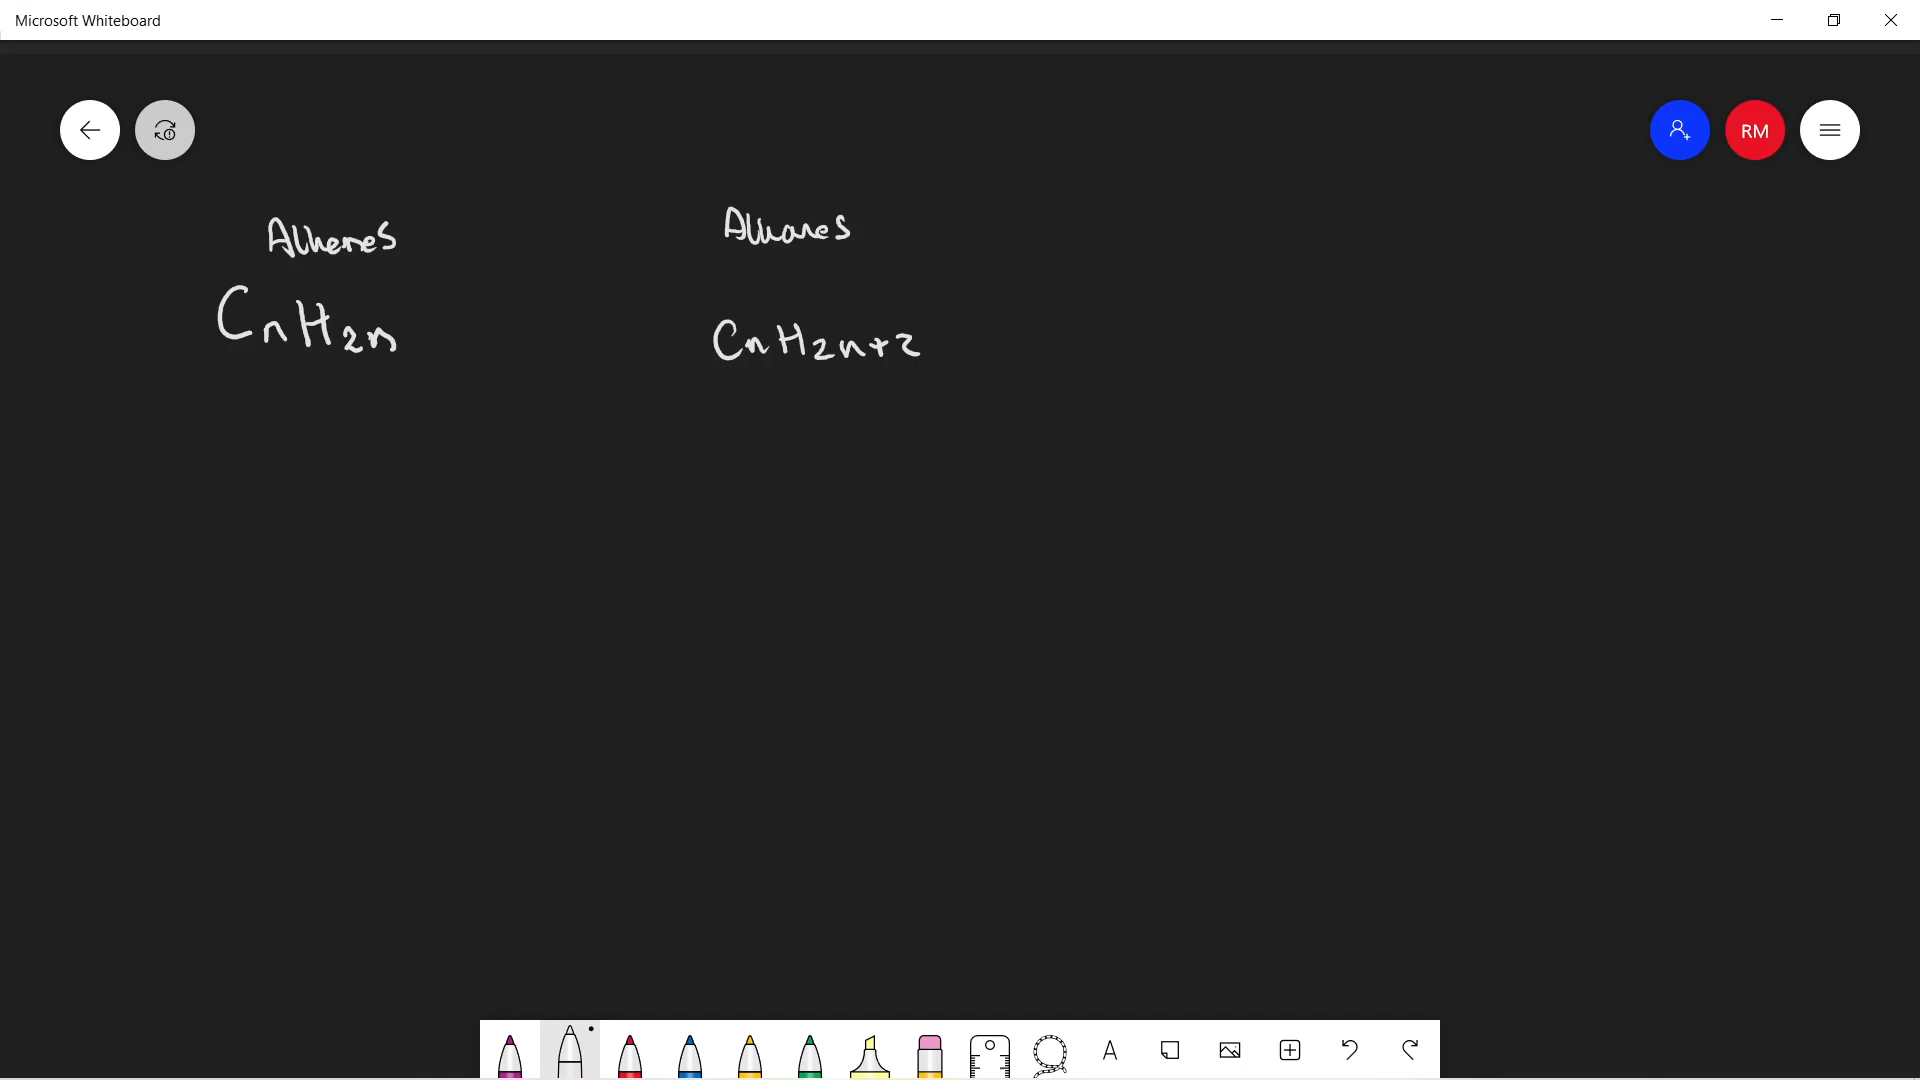 Microsoft Whiteboard
RM
Alkenes
Alkanes
CnH2n
CnH2n+2